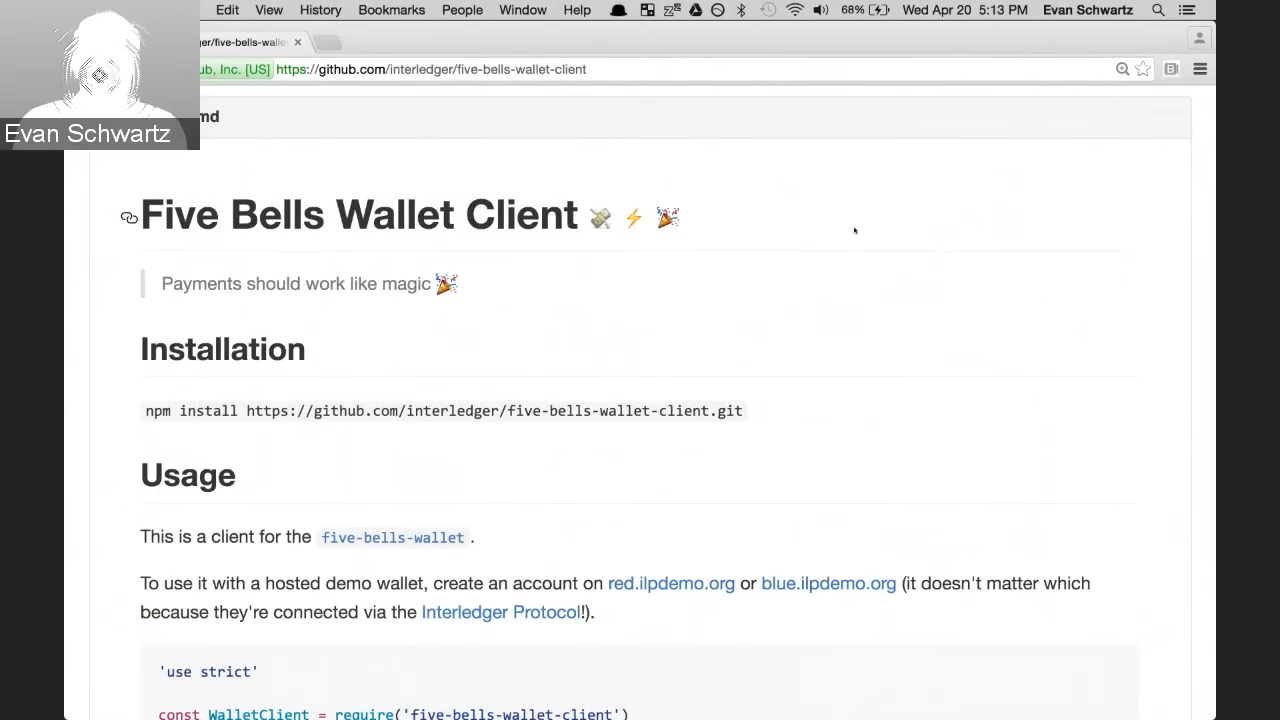 Edit View History Bookmarks People Window Help 68% Wed Apr 20 5:13 PM Evan Schwartz
ger/five-bells-walle
ub, Inc. [US] https://github.com/interledger/five-bells-wallet-client
md
Evan Schwartz
Five Bells Wallet Client 💸 ⚡ 🎉
Payments should work like magic 🎉
Installation
npm install https://github.com/interledger/five-bells-wallet-client.git
Usage
This is a client for the five-bells-wallet.
To use it with a hosted demo wallet, create an account on red.ilpdemo.org or blue.ilpdemo.org (it doesn't matter which
because they're connected via the Interledger Protocol!).
'use strict'
const WalletClient = require('five-bells-wallet-client')